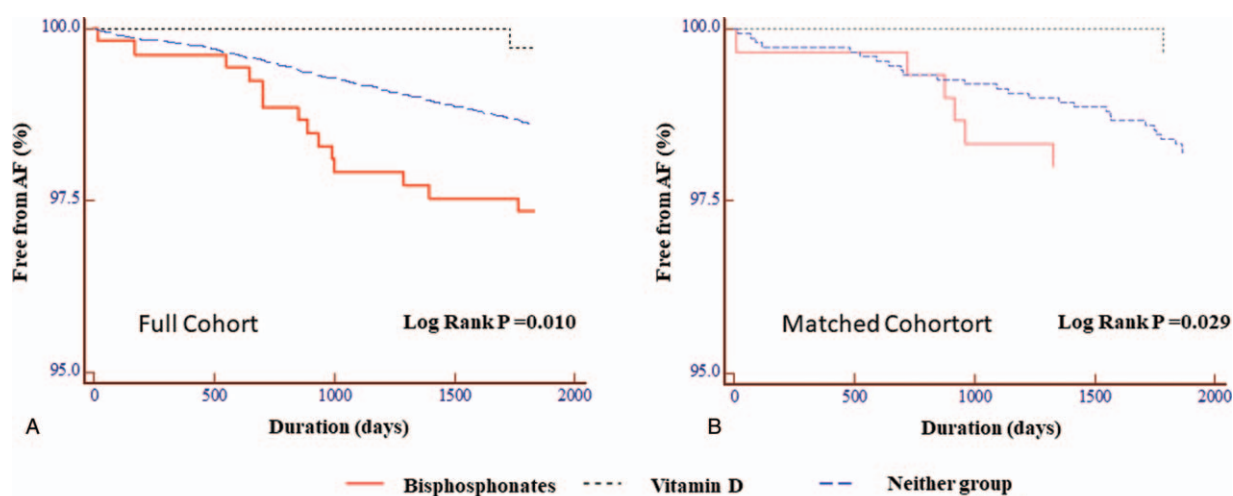 100.0
97.5
95.0
Free from AF (%)
Full Cohort
Log Rank P =0.010
0 500 1000 1500 2000
A
Duration (days)
100.0
97.5
95.0
Free from AF (%)
Matched Cohortort
Log Rank P =0.029
0 500 1000 1500 2000
B
Duration (days)
Bisphosphonates Vitamin D Neither group